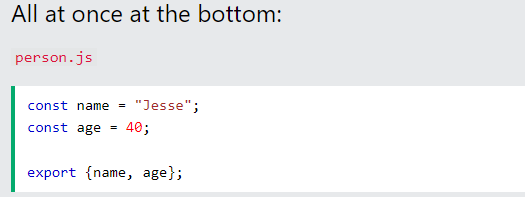 All at once at the bottom:
person.js
const name = "Jesse";
const age = 40;
export {name, age};